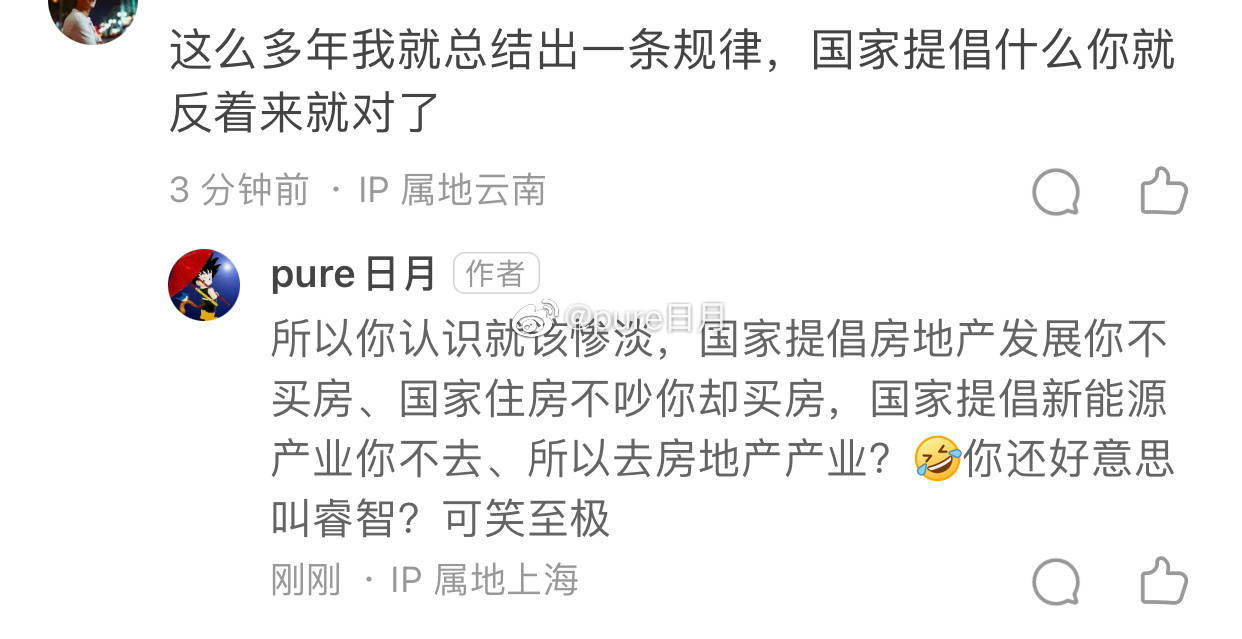 这么多年我就总结出一条规律，国家提倡什么你就
反着来就对了
3 分钟前 · IP 属地云南
pure日月 作者
@pure日月
所以你认识就该惨淡，国家提倡房地产发展你不
买房、国家住房不吵你却买房，国家提倡新能源
产业你不去、所以去房地产产业？🤣你还好意思
叫睿智？可笑至极
刚刚 · IP 属地上海